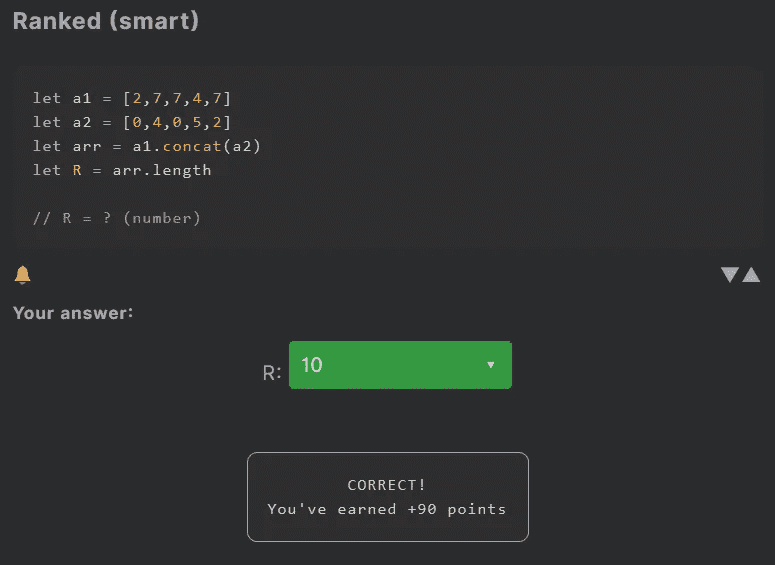 Ranked (smart)
let a1 = [2,7,7,4,7]
let a2 = [0,4,0,5,2]
let arr = a1.concat(a2)
let R = arr.length
// R = ? (number)
Your answer:
R: 10
CORRECT!
You've earned +90 points